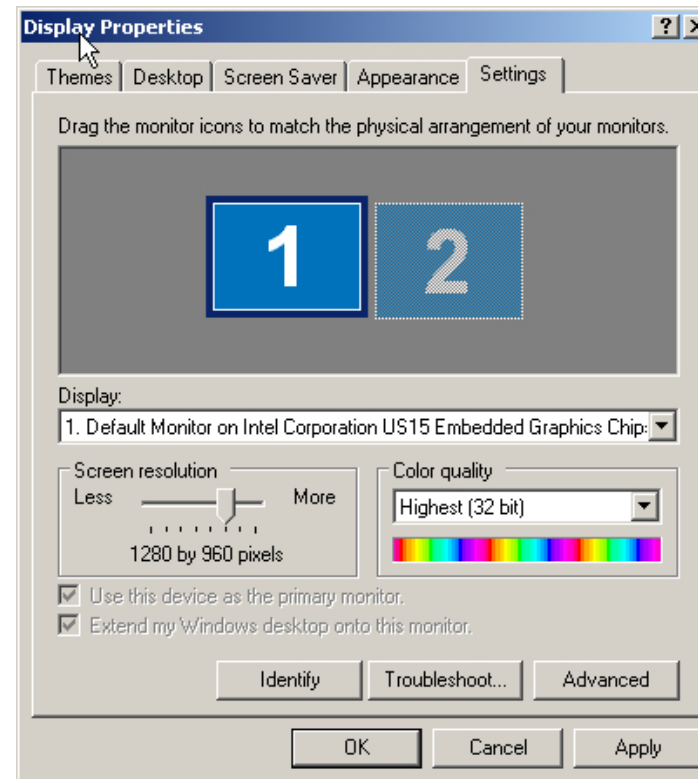 Display Properties
Themes Desktop Screen Saver Appearance Settings
Drag the monitor icons to match the physical arrangement of your monitors.
1 2
Display:
1. Default Monitor on Intel Corporation US15 Embedded Graphics Chip
Screen resolution
Less More
1280 by 960 pixels
Color quality
Highest (32 bit)
Use this device as the primary monitor.
Extend my Windows desktop onto this monitor.
Identify Troubleshoot... Advanced
OK Cancel Apply